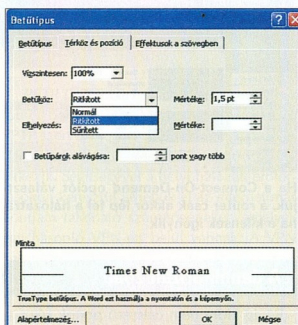 Betűtípus
Betűtípus Térköz és pozíció Effektusok a szövegben
Vízszintesen: 100%
Betűköz: Ritkított Mértéke: 1,5 pt
Normál
Ritkított
Sűrített
Elhelyezés: Mértéke:
Betűpárok alávágása: pont vagy több
Minta
Times New Roman
TrueType betűtípus. A Word ezt használja a nyomtatón és a képernyőn.
Alapértelmezés... OK Mégse